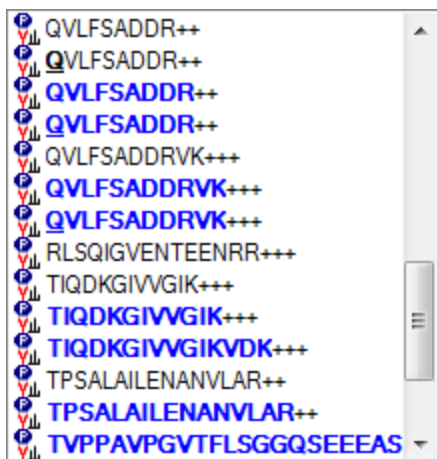 QVLFSADDR++
QVLFSADDR++
QVLFSADDR++
QVLFSADDR++
QVLFSADDRVK+++
QVLFSADDRVK+++
QVLFSADDRVK+++
RLSQIGVENTEENRR+++
TIQDKGIVVGIK+++
TIQDKGIVVGIK+++
TIQDKGIVVGIKVDK+++
TPSALAILENANVLAR++
TPSALAILENANVLAR++
TVPPAVPGVTFLSGGQSEEEAS